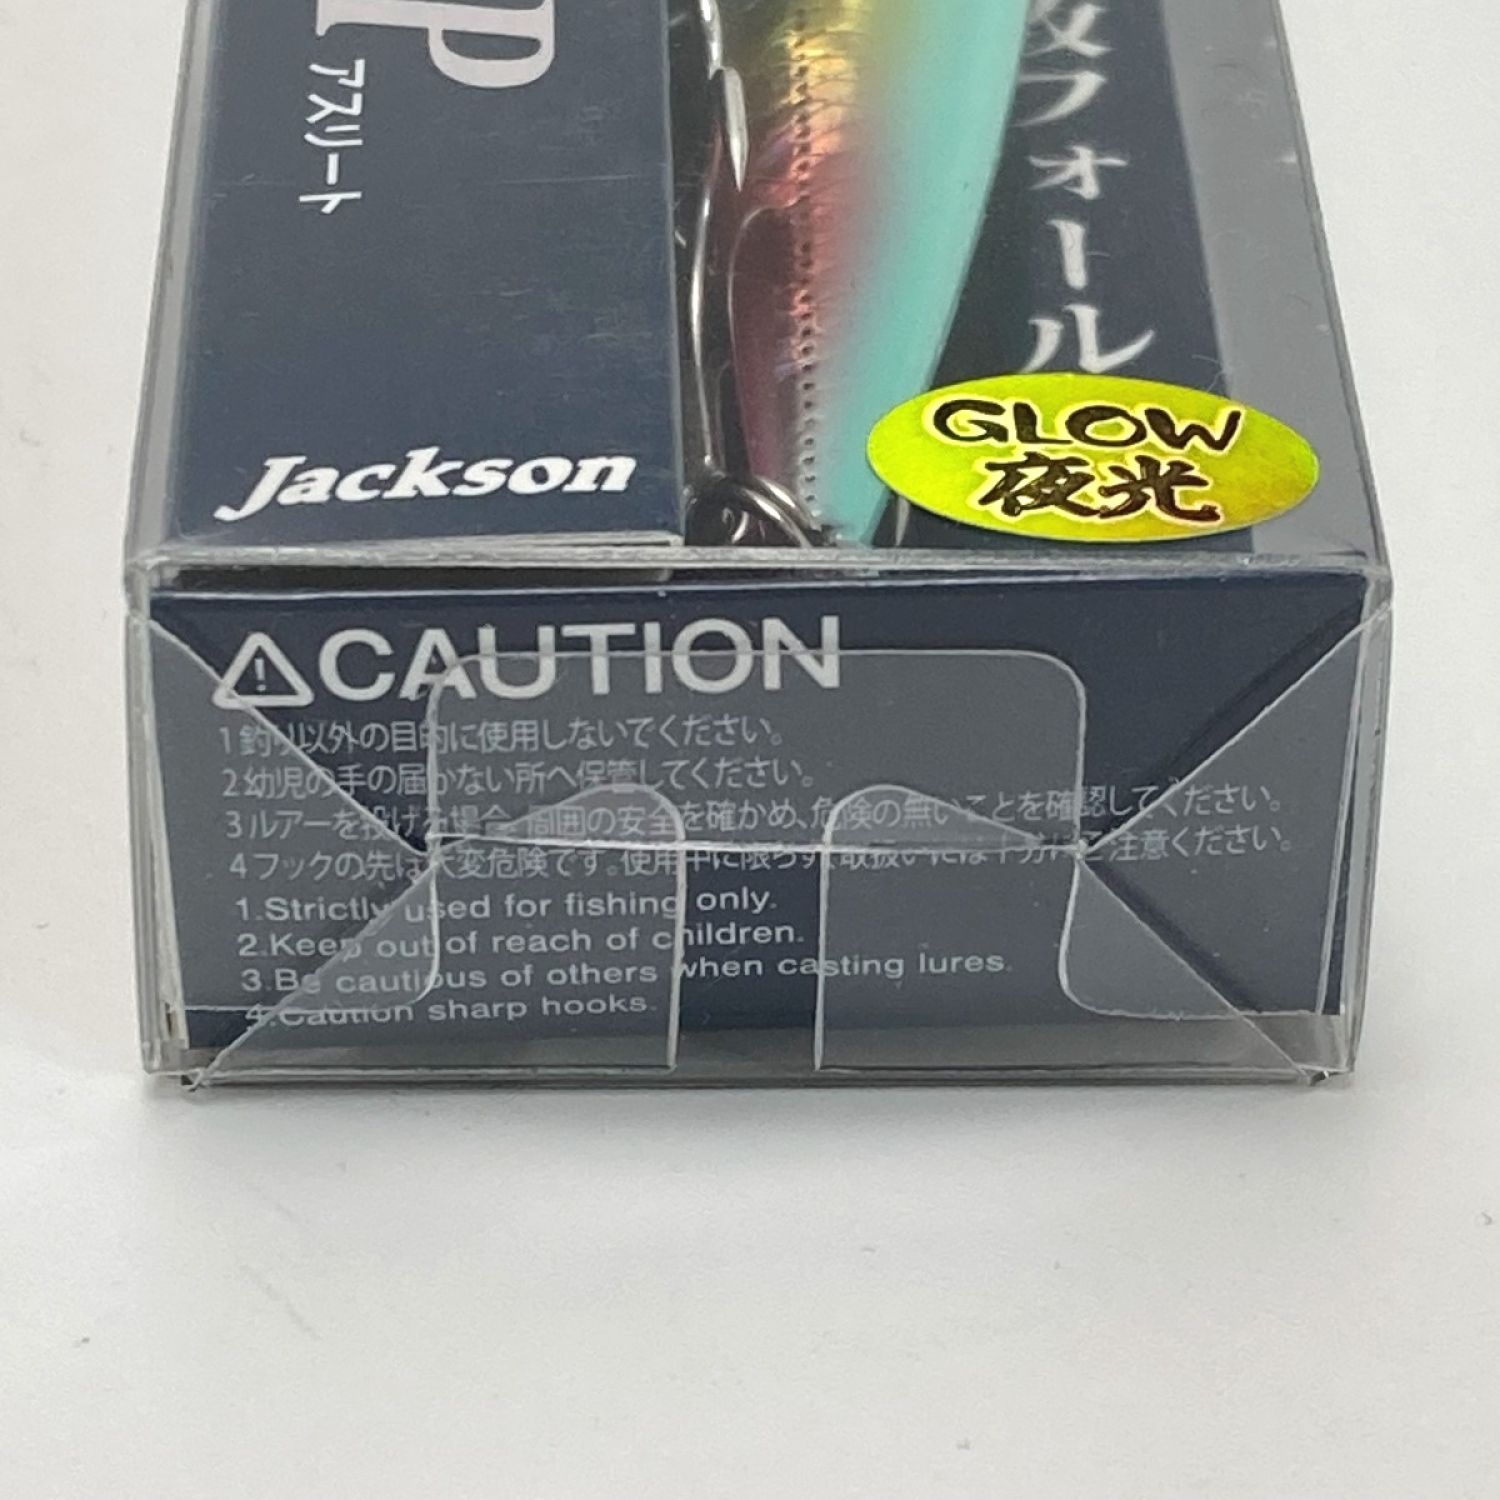 P
アスリート
タフォール
Jackson
GLOW
夜光
⚠CAUTION
1 釣り以外の目的に使用しないでください。
2 幼児の手の届かない所へ保管してください。
3 ルアーを投げる場合、周囲の安全を確かめ、危険の無いことを確認してください。
4 フックの先は大変危険です。使用中に限らず、取扱いには十分にご注意ください。
1.Strictly used for fishing only.
2.Keep out of reach of children.
3.Be cautious of others when casting lures.
4.Caution sharp hooks.